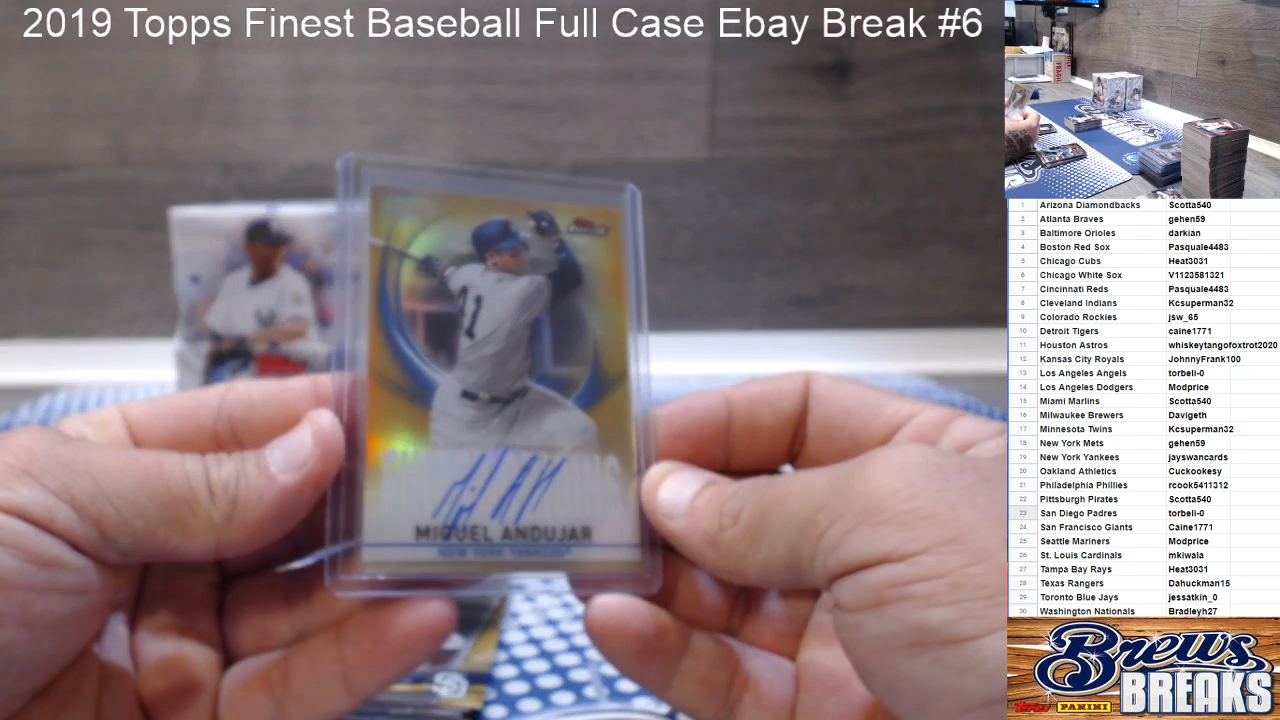 2019 Topps Finest Baseball Full Case Ebay Break #6
FRAGILE
FINEST
21
MIGUEL ANDUJAR
NEW YORK YANKEES
Topps
1 Arizona Diamondbacks Scotta540
2 Atlanta Braves gehen59
3 Baltimore Orioles darkian
4 Boston Red Sox Pasquale4483
5 Chicago Cubs Heat3031
6 Chicago White Sox V1123581321
7 Cincinnati Reds Pasquale4483
8 Cleveland Indians Kcsuperman32
9 Colorado Rockies jsw_65
10 Detroit Tigers caine1771
11 Houston Astros whiskeytangofoxtrot2020
12 Kansas City Royals JohnnyFrank100
13 Los Angeles Angels torbeli-0
14 Los Angeles Dodgers Modprice
15 Miami Marlins Scotta540
16 Milwaukee Brewers Davigeth
17 Minnesota Twins Kcsuperman32
18 New York Mets gehen59
19 New York Yankees jayswancards
20 Oakland Athletics Cuckookesy
21 Philadelphia Phillies rcook5411312
22 Pittsburgh Pirates Scotta540
23 San Diego Padres torbeli-0
24 San Francisco Giants Caine1771
25 Seattle Mariners Modprice
26 St. Louis Cardinals mkiwala
27 Tampa Bay Rays Heat3031
28 Texas Rangers Dahuckman15
29 Toronto Blue Jays jessatkin_0
30 Washington Nationals Bradleyh27
Brews
BREAKS
Topps PANINI